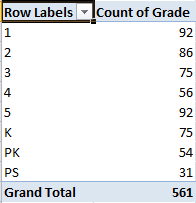 Row Labels Count of Grade
1 92
2 86
3 75
4 56
5 92
K 75
PK 54
PS 31
Grand Total 561